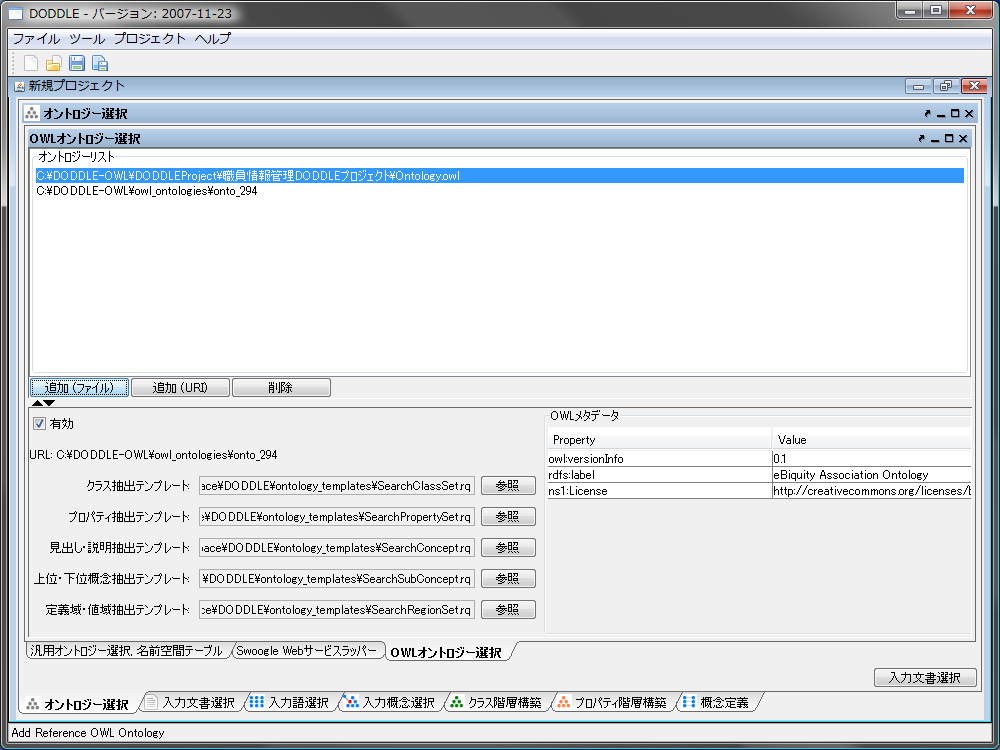 DODDLE - バージョン: 2007-11-23
ファイル ツール プロジェクト ヘルプ
新規プロジェクト
オントロジー選択
OWLオントロジー選択
オントロジーリスト
C:¥DODDLE-OWL¥DODDLEProject¥職員情報管理DODDLEプロジェクト¥Ontology.owl
C:¥DODDLE-OWL¥owl_ontologies¥onto_294
追加 (ファイル) 追加 (URI) 削除
有効
URL: C:¥DODDLE-OWL¥owl_ontologies¥onto_294
クラス抽出テンプレート ace¥DODDLE¥ontology_templates¥SearchClassSet.rq 参照
プロパティ抽出テンプレート ¥DODDLE¥ontology_templates¥SearchPropertySet.rq 参照
見出し・説明抽出テンプレート ace¥DODDLE¥ontology_templates¥SearchConcept.rq 参照
上位・下位概念抽出テンプレート ¥DODDLE¥ontology_templates¥SearchSubConcept.rq 参照
定義域・値域抽出テンプレート ce¥DODDLE¥ontology_templates¥SearchRegionSet.rq 参照
OWLメタデータ
Property Value
owl:versionInfo 0.1
rdfs:label eBiquity Association Ontology
ns1:License http://creativecommons.org/licenses/b
汎用オントロジー選択, 名前空間テーブル Swoogle Webサービスラッパー OWLオントロジー選択
入力文書選択
オントロジー選択 入力文書選択 入力語選択 入力概念選択 クラス階層構築 プロパティ階層構築 概念定義
Add Reference OWL Ontology